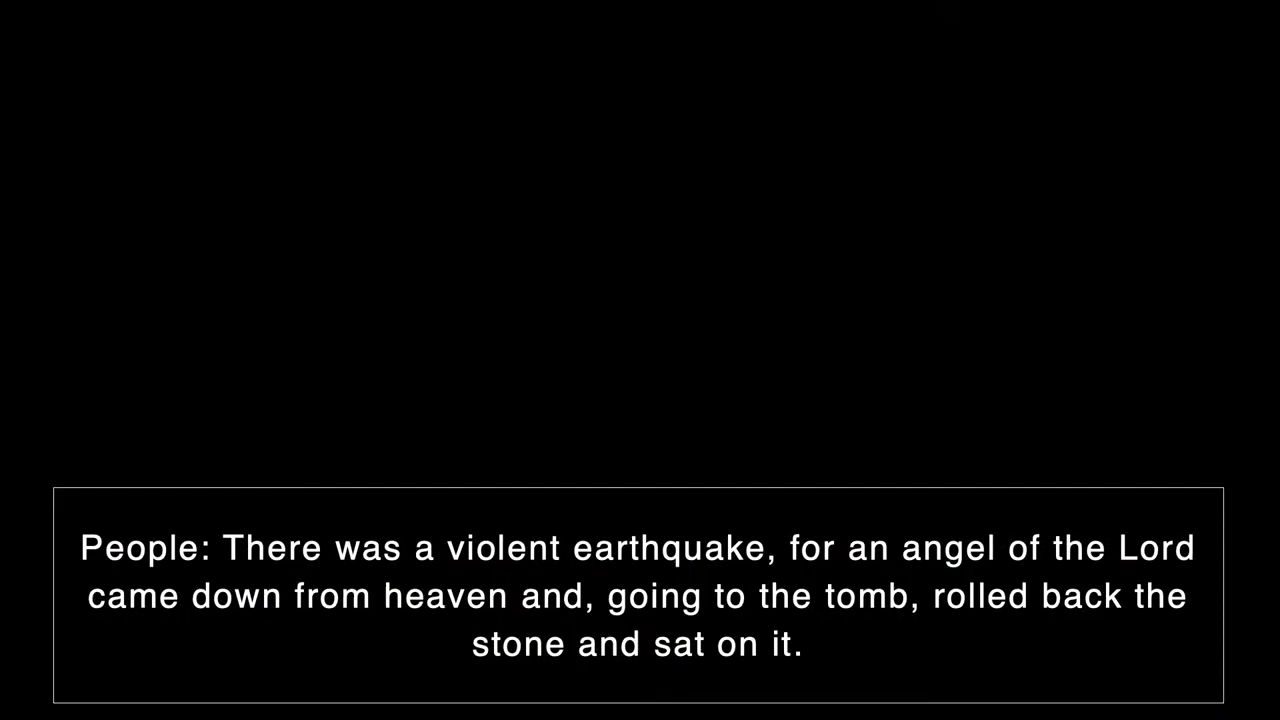 People: There was a violent earthquake, for an angel of the Lord
came down from heaven and, going to the tomb, rolled back the
stone and sat on it.